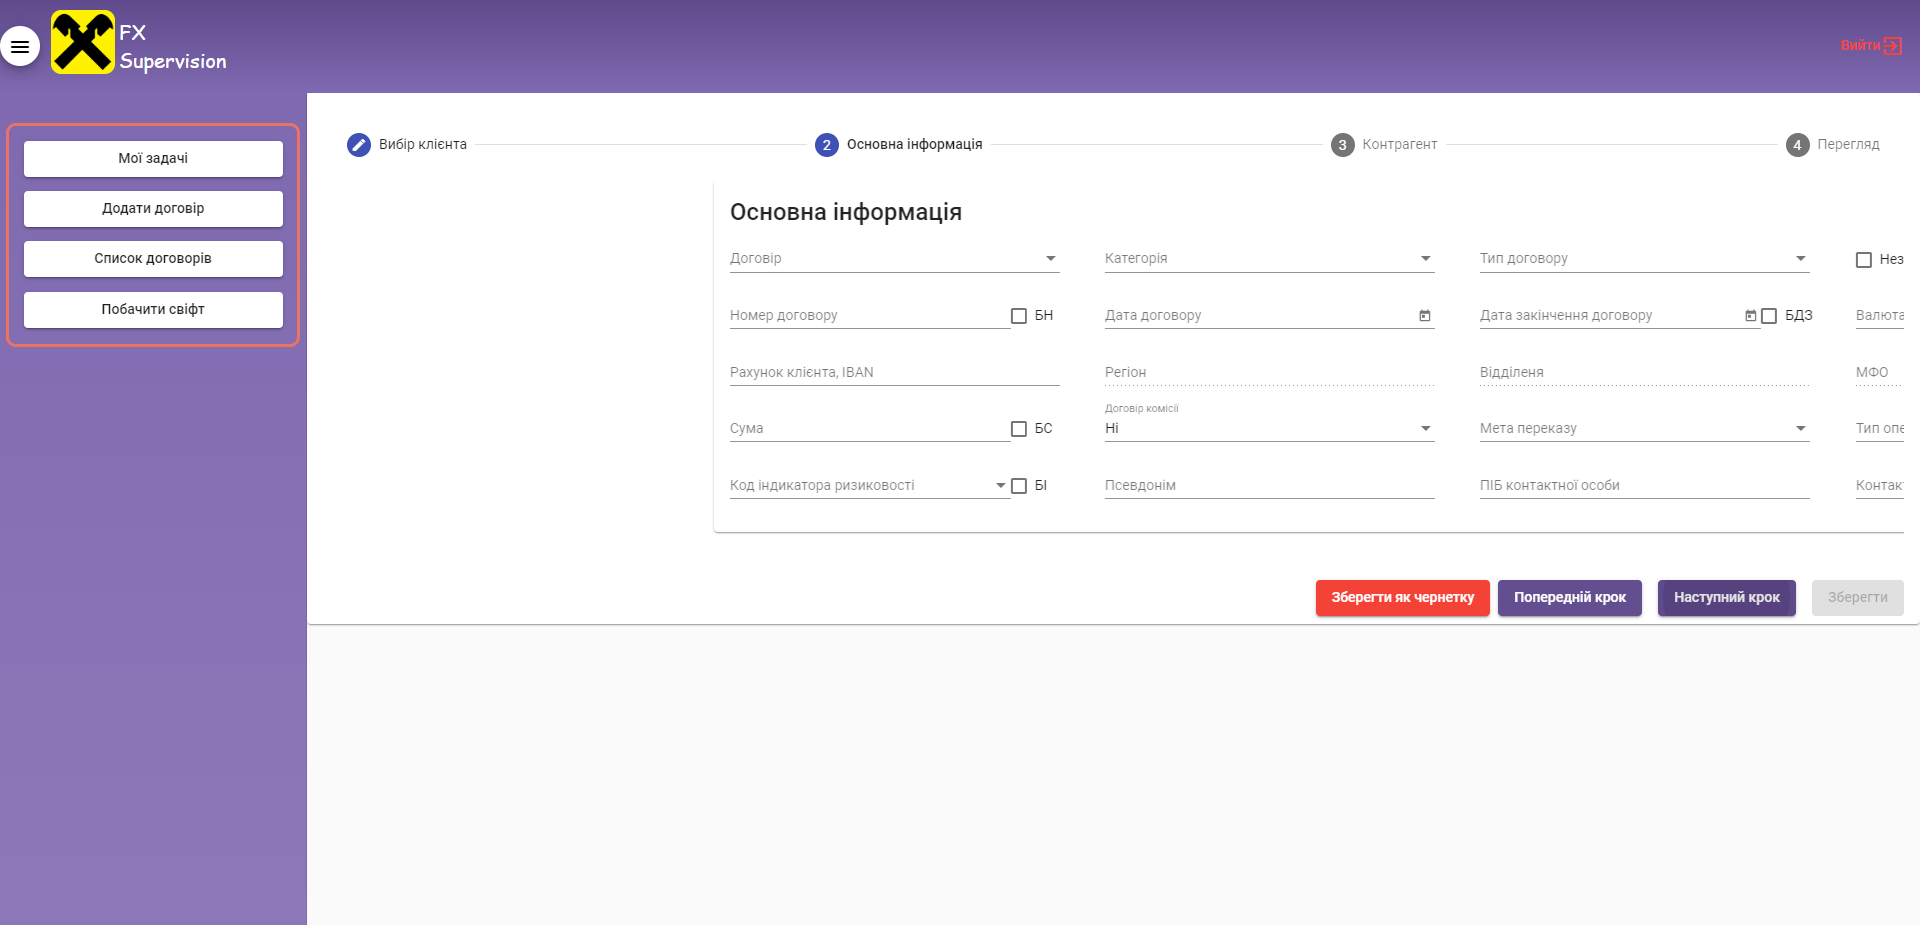 FX
Supervision
Вийти
Мої задачі
Додати договір
Список договорів
Побачити свіфт
Вибір клієнта
2 Основна інформація
3 Контрагент
4 Перегляд
Основна інформація
Договір Категорія Тип договору Нез
Номер договору БН Дата договору Дата закінчення договору БДЗ Валюта
Рахунок клієнта, IBAN Регіон Відділеня МФО
Договір комісії
Сума БС Ні Мета переказу Тип опе
Код індикатора ризиковості БІ Псевдонім ПІБ контактної особи Контак
Зберегти як чернетку Попередній крок Наступний крок Зберегти